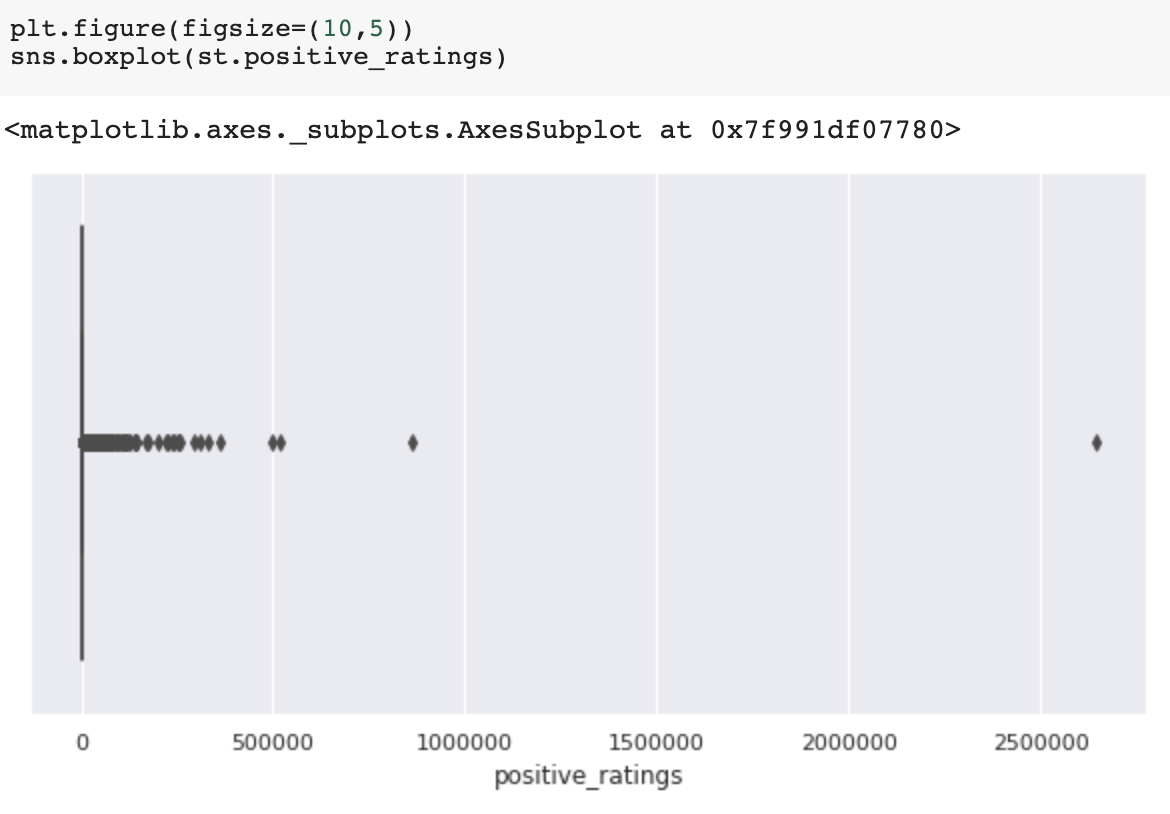 plt.figure(figsize=(10,5))
sns.boxplot(st.positive_ratings)
<matplotlib.axes._subplots.AxesSubplot at 0x7f991df07780>
0 500000 1000000 1500000 2000000 2500000
positive_ratings